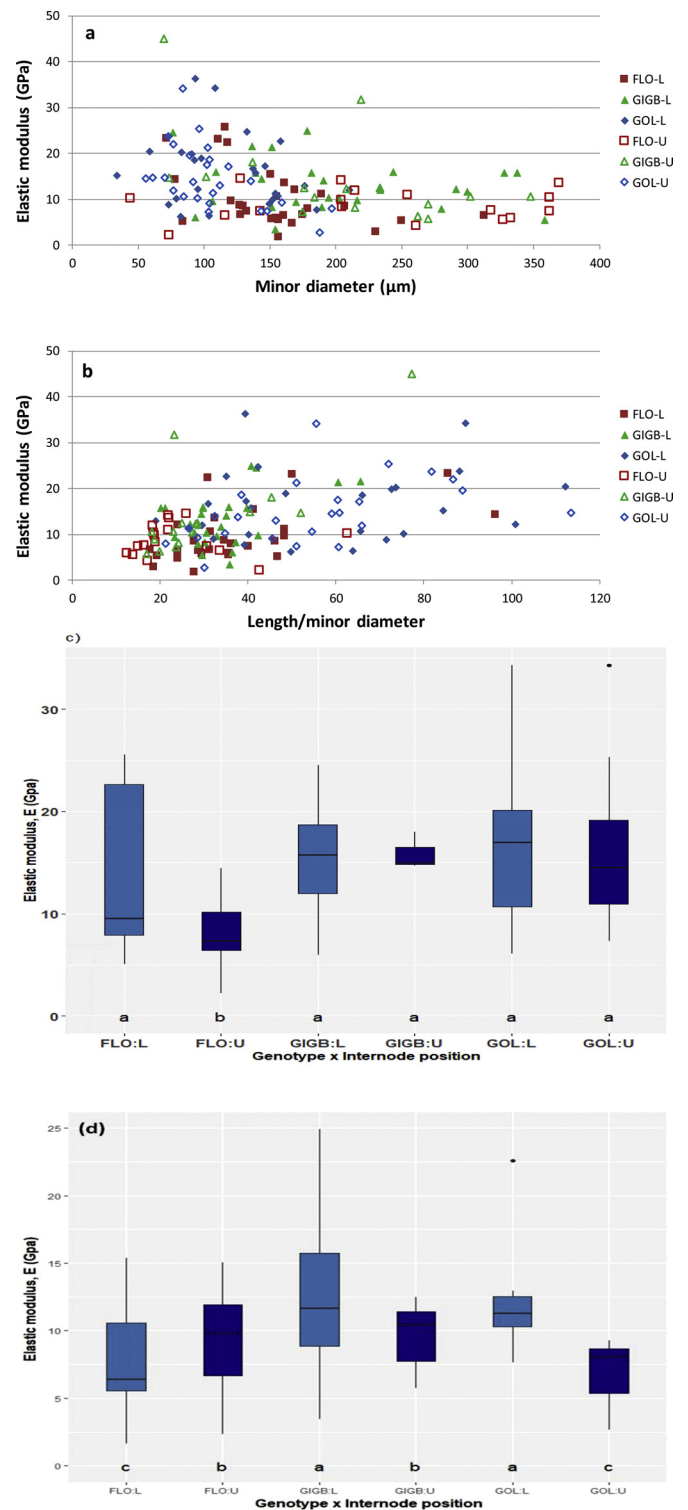 a
Elastic modulus (GPa)
50
40
30
20
10
0
0 50 100 150 200 250 300 350 400
Minor diameter (µm)
FLO-L
GIGB-L
GOL-L
FLO-U
GIGB-U
GOL-U
b
Elastic modulus (GPa)
50
40
30
20
10
0
0 20 40 60 80 100 120
Length/minor diameter
FLO-L
GIGB-L
GOL-L
FLO-U
GIGB-U
GOL-U
c)
Elastic modulus, E (Gpa)
30
20
10
0
a b a a a a
FLO:L FLO:U GIGB:L GIGB:U GOL:L GOL:U
Genotype x Internode position
(d)
Elastic modulus, E (Gpa)
25
20
15
10
5
0
c b a b a c
FLO:L FLO:U GIGB:L GIGB:U GOL:L GOL:U
Genotype x Internode position